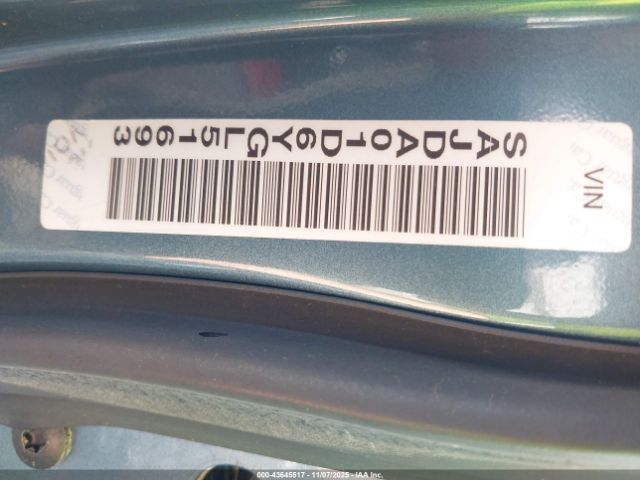 VIN
SAJDA01D6YGL51693
000-43645517 - 11/07/2025 - IAA Inc.